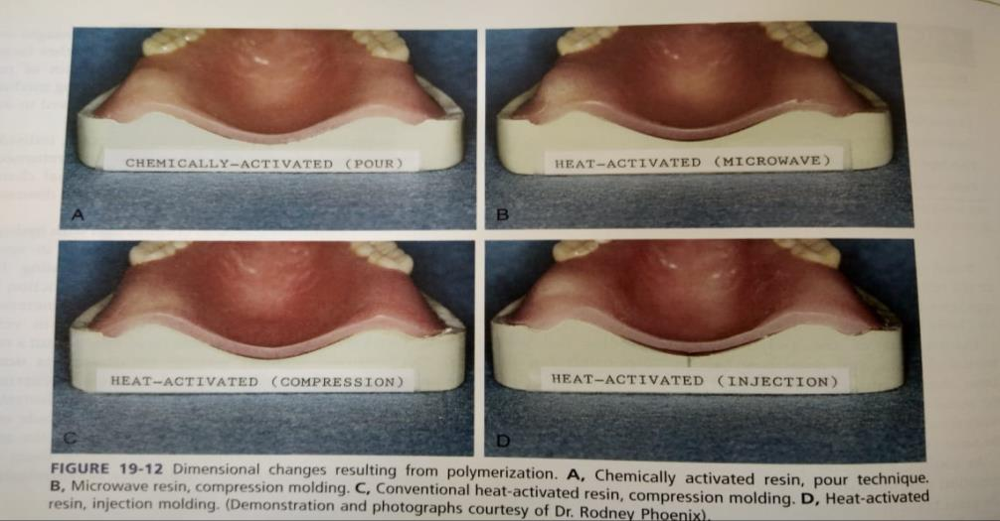 CHEMICALLY-ACTIVATED (POUR)
A
HEAT-ACTIVATED (MICROWAVE)
B
HEAT-ACTIVATED (COMPRESSION)
C
HEAT-ACTIVATED (INJECTION)
D
FIGURE 19-12 Dimensional changes resulting from polymerization. A, Chemically activated resin, pour technique.
B, Microwave resin, compression molding. C, Conventional heat-activated resin, compression molding. D, Heat-activated
resin, injection molding. (Demonstration and photographs courtesy of Dr. Rodney Phoenix).